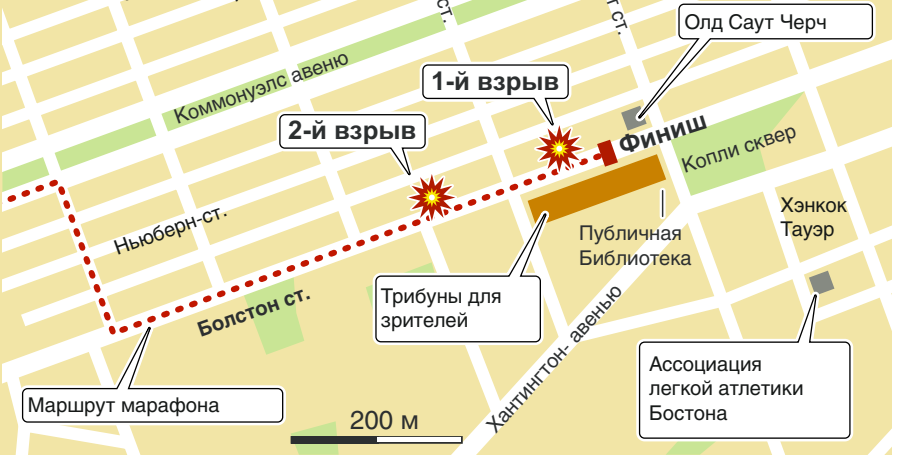 ст.
ст.
Олд Саут Черч
Коммонуэлс авеню
1-й взрыв
2-й взрыв
Финиш
Копли сквер
Ньюберн-ст.
Хэнкок
Тауэр
Публичная
Библиотека
Болстон ст.
Трибуны для
зрителей
Хантингтон- авенью
Ассоциация
легкой атлетики
Бостона
Маршрут марафона
200 м